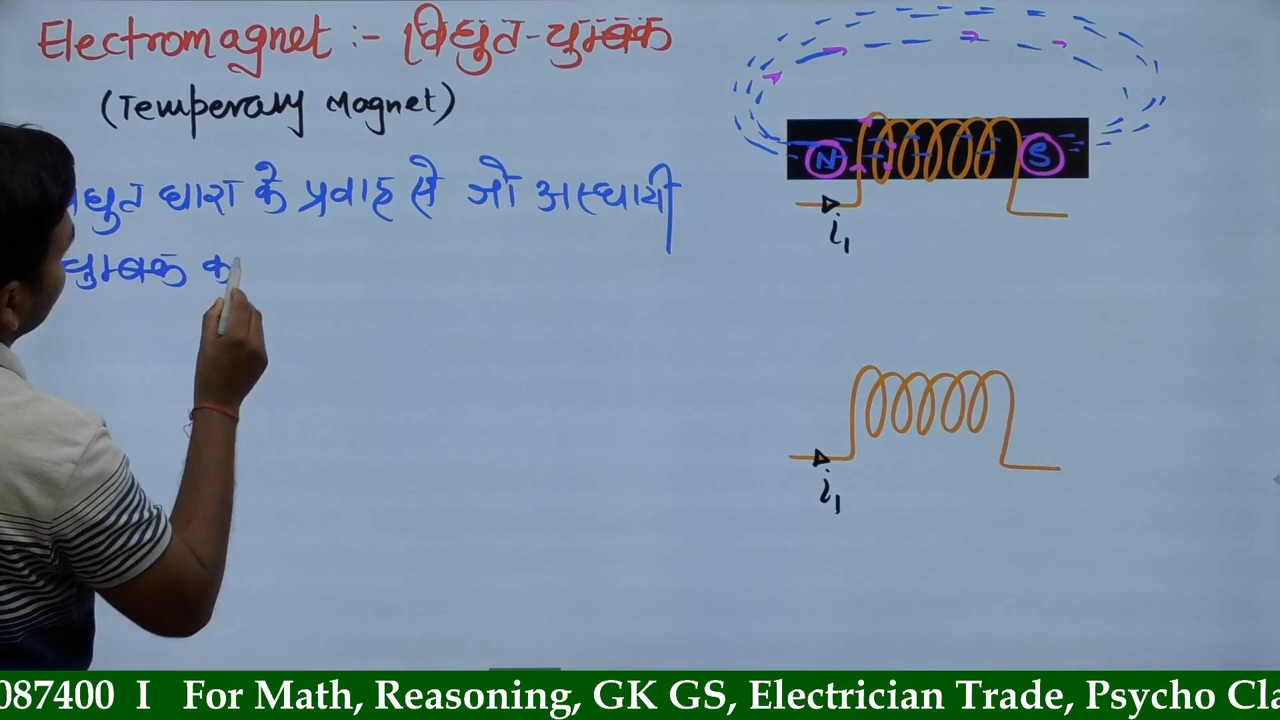 Electromagnet :- विद्युत-चुम्बक
(Temperary Magnet)
द्युत धारा के प्रवाह से जो अस्थायी
चुम्बक क
N
S
i1
i1
087400 I For Math, Reasoning, GK GS, Electrician Trade, Psycho Cla